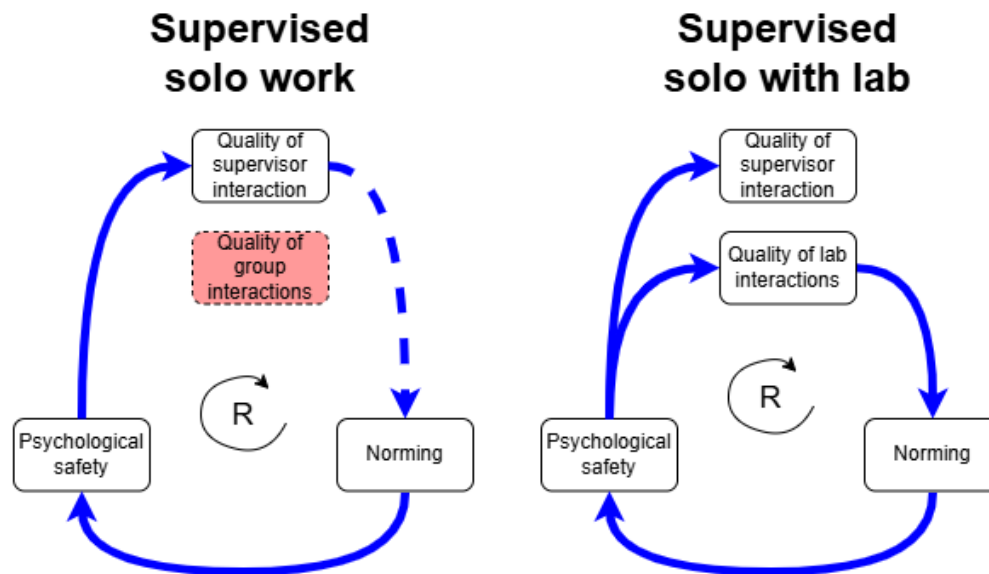 Supervised
solo work
Quality of
supervisor
interaction
Quality of
group
interactions
R
Psychological
safety
Norming
Supervised
solo with lab
Quality of
supervisor
interaction
Quality of lab
interactions
R
Psychological
safety
Norming